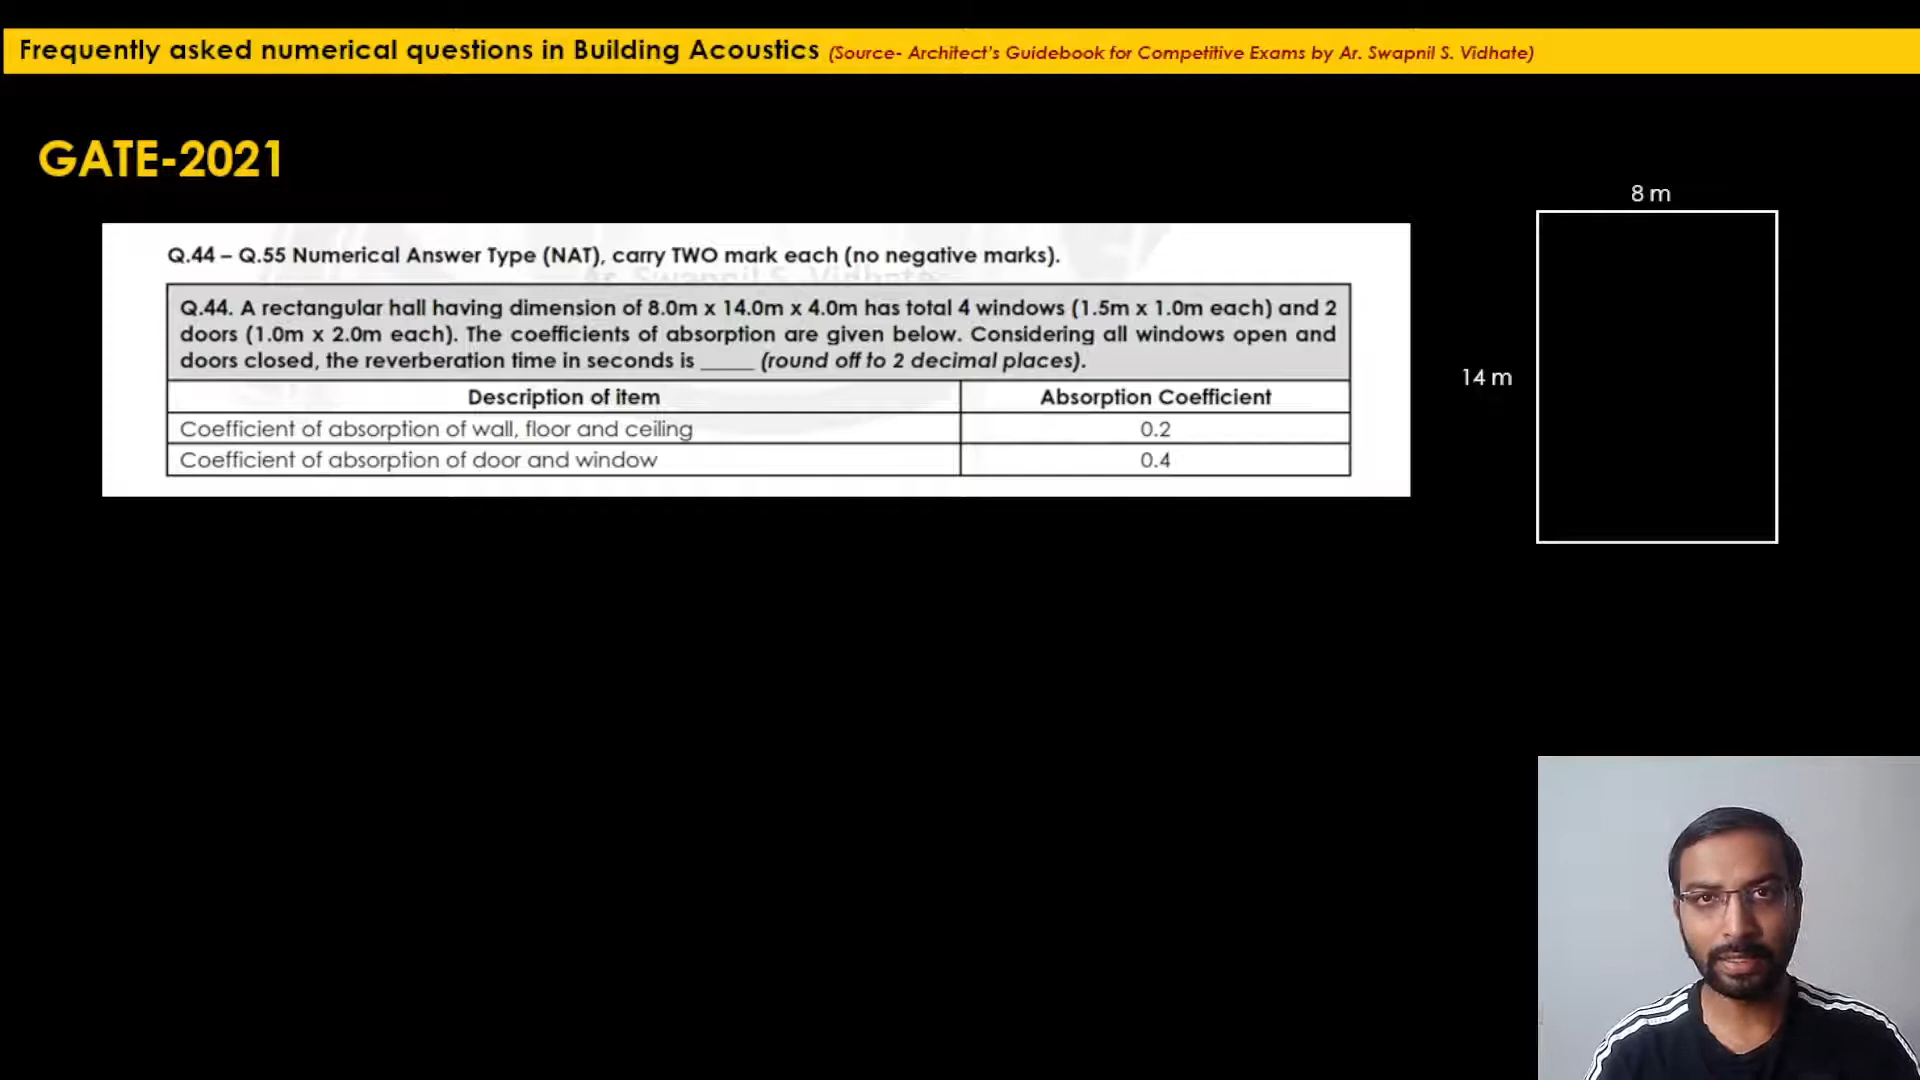 Frequently asked numerical questions in Building Acoustics (Source- Architect's Guidebook for Competitive Exams by Ar. Swapnil S. Vidhate)
GATE-2021
8 m
Q.44 – Q.55 Numerical Answer Type (NAT), carry TWO mark each (no negative marks).
Ar. Swapnil S. Vidhate
Q.44. A rectangular hall having dimension of 8.0m x 14.0m x 4.0m has total 4 windows (1.5m x 1.0m each) and 2
doors (1.0m x 2.0m each). The coefficients of absorption are given below. Considering all windows open and
doors closed, the reverberation time in seconds is _____ (round off to 2 decimal places).
14 m
Description of item Absorption Coefficient
Coefficient of absorption of wall, floor and ceiling 0.2
Coefficient of absorption of door and window 0.4